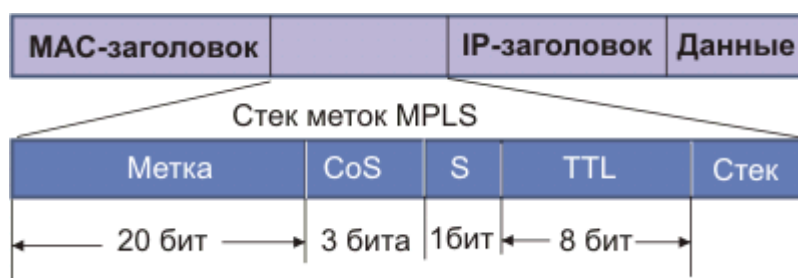 MAC-заголовок IP-заголовок Данные
Стек меток MPLS
Метка CoS S TTL Стек
20 бит 3 бита 1бит 8 бит